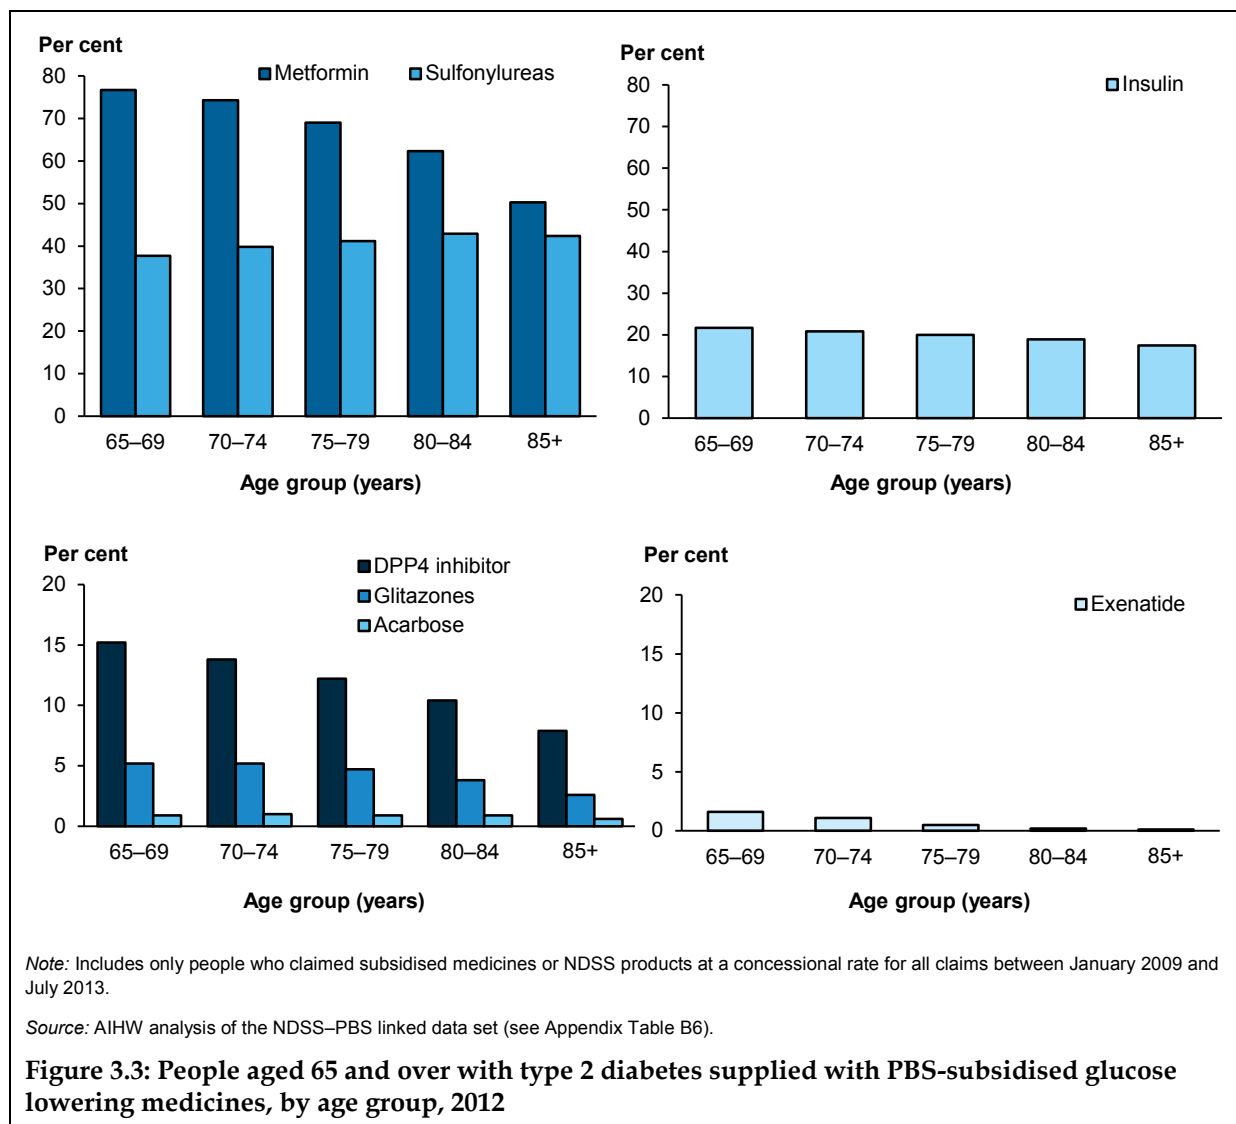 Per cent
Metformin Sulfonylureas
80
70
60
50
40
30
20
10
0
65–69 70–74 75–79 80–84 85+
Age group (years)
Per cent
Insulin
80
70
60
50
40
30
20
10
0
65–69 70–74 75–79 80–84 85+
Age group (years)
Per cent
DPP4 inhibitor
Glitazones
Acarbose
20
15
10
5
0
65–69 70–74 75–79 80–84 85+
Age group (years)
Per cent
Exenatide
20
15
10
5
0
65–69 70–74 75–79 80–84 85+
Age group (years)
Note: Includes only people who claimed subsidised medicines or NDSS products at a concessional rate for all claims between January 2009 and
July 2013.
Source: AIHW analysis of the NDSS–PBS linked data set (see Appendix Table B6).
Figure 3.3: People aged 65 and over with type 2 diabetes supplied with PBS-subsidised glucose
lowering medicines, by age group, 2012